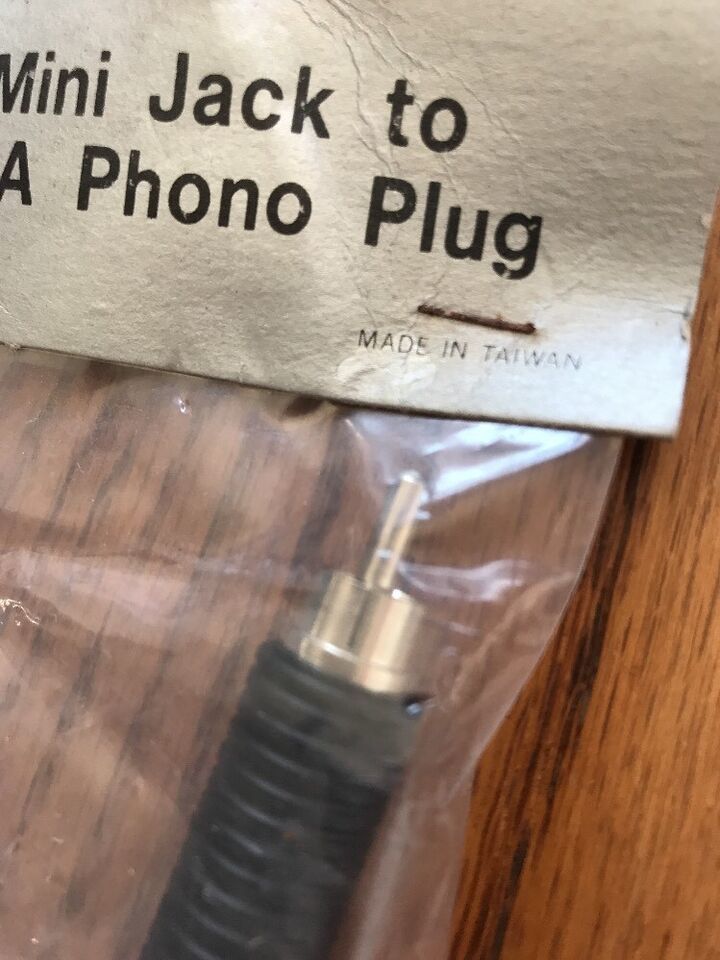 Mini Jack to
A Phono Plug
MADE IN TAIWAN